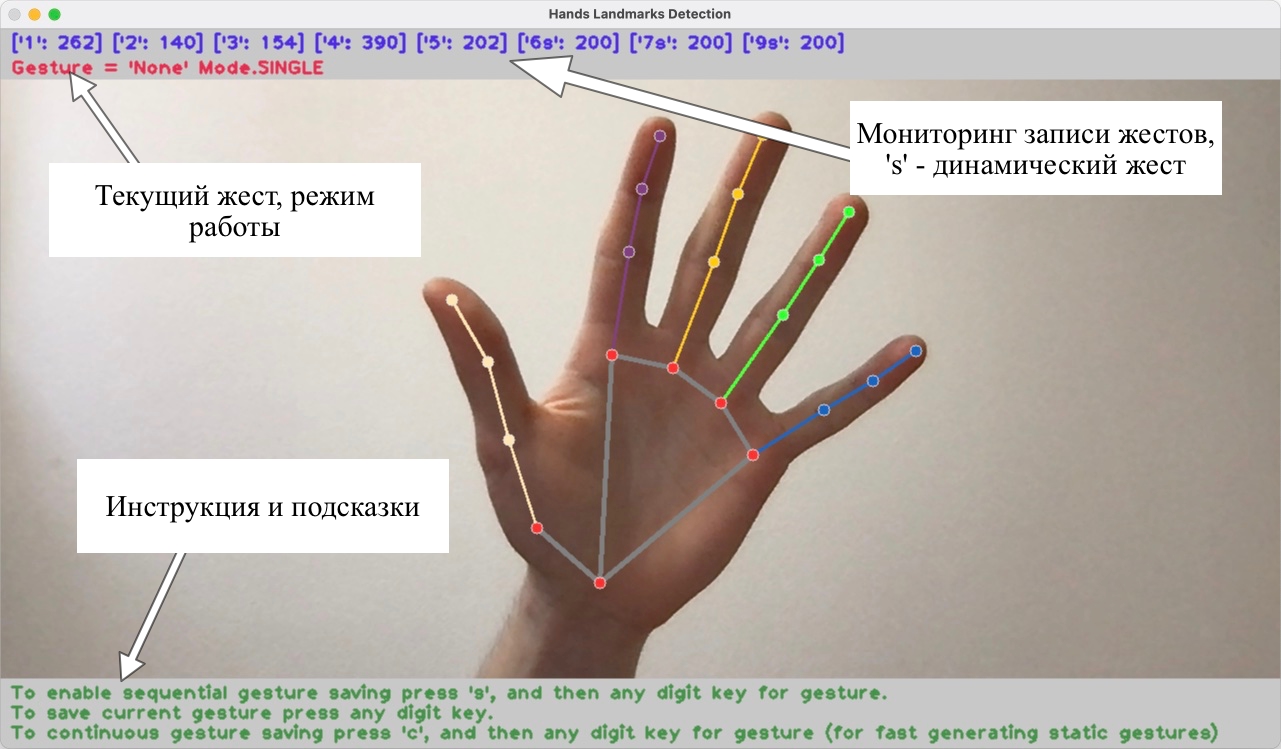 Hands Landmarks Detection
['1': 262] ['2': 140] ['3': 154] ['4': 390] ['5': 202] ['6s': 200] ['7s': 200] ['9s': 200]
Gesture = 'None' Mode.SINGLE
Мониторинг записи жестов,
's' - динамический жест
Текущий жест, режим
работы
Инструкция и подсказки
To enable sequential gesture saving press 's', and then any digit key for gesture.
To save current gesture press any digit key.
To continuous gesture saving press 'c', and then any digit key for gesture (for fast generating static gestures)